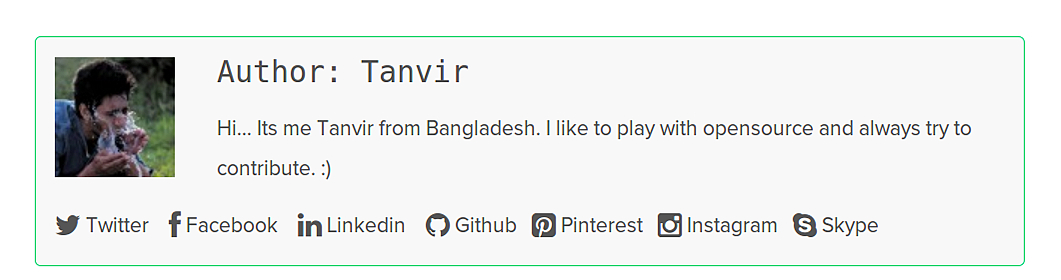 Author: Tanvir
Hi... Its me Tanvir from Bangladesh. I like to play with opensource and always try to
contribute. :)
Twitter Facebook Linkedin Github Pinterest Instagram Skype